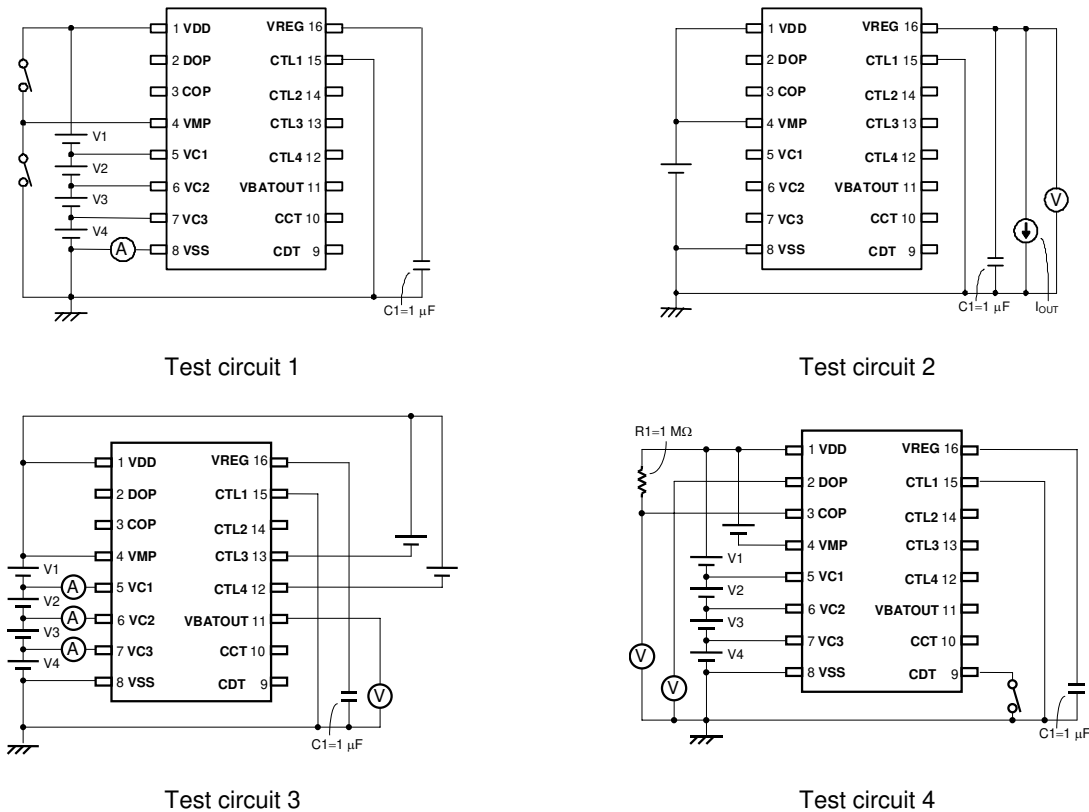 1 VDD
2 DOP
3 COP
4 VMP
5 VC1
6 VC2
7 VC3
8 VSS
VREG 16
CTL1 15
CTL2 14
CTL3 13
CTL4 12
VBATOUT 11
CCT 10
CDT 9
V1
V2
V3
V4
A
C1=1 μF
Test circuit 1
1 VDD
2 DOP
3 COP
4 VMP
5 VC1
6 VC2
7 VC3
8 VSS
VREG 16
CTL1 15
CTL2 14
CTL3 13
CTL4 12
VBATOUT 11
CCT 10
CDT 9
V
C1=1 μF
IOUT
Test circuit 2
1 VDD
2 DOP
3 COP
4 VMP
5 VC1
6 VC2
7 VC3
8 VSS
VREG 16
CTL1 15
CTL2 14
CTL3 13
CTL4 12
VBATOUT 11
CCT 10
CDT 9
V1
V2
V3
V4
A
A
A
V
C1=1 μF
Test circuit 3
R1=1 MΩ
1 VDD
2 DOP
3 COP
4 VMP
5 VC1
6 VC2
7 VC3
8 VSS
VREG 16
CTL1 15
CTL2 14
CTL3 13
CTL4 12
VBATOUT 11
CCT 10
CDT 9
V1
V2
V3
V4
V
V
C1=1 μF
Test circuit 4